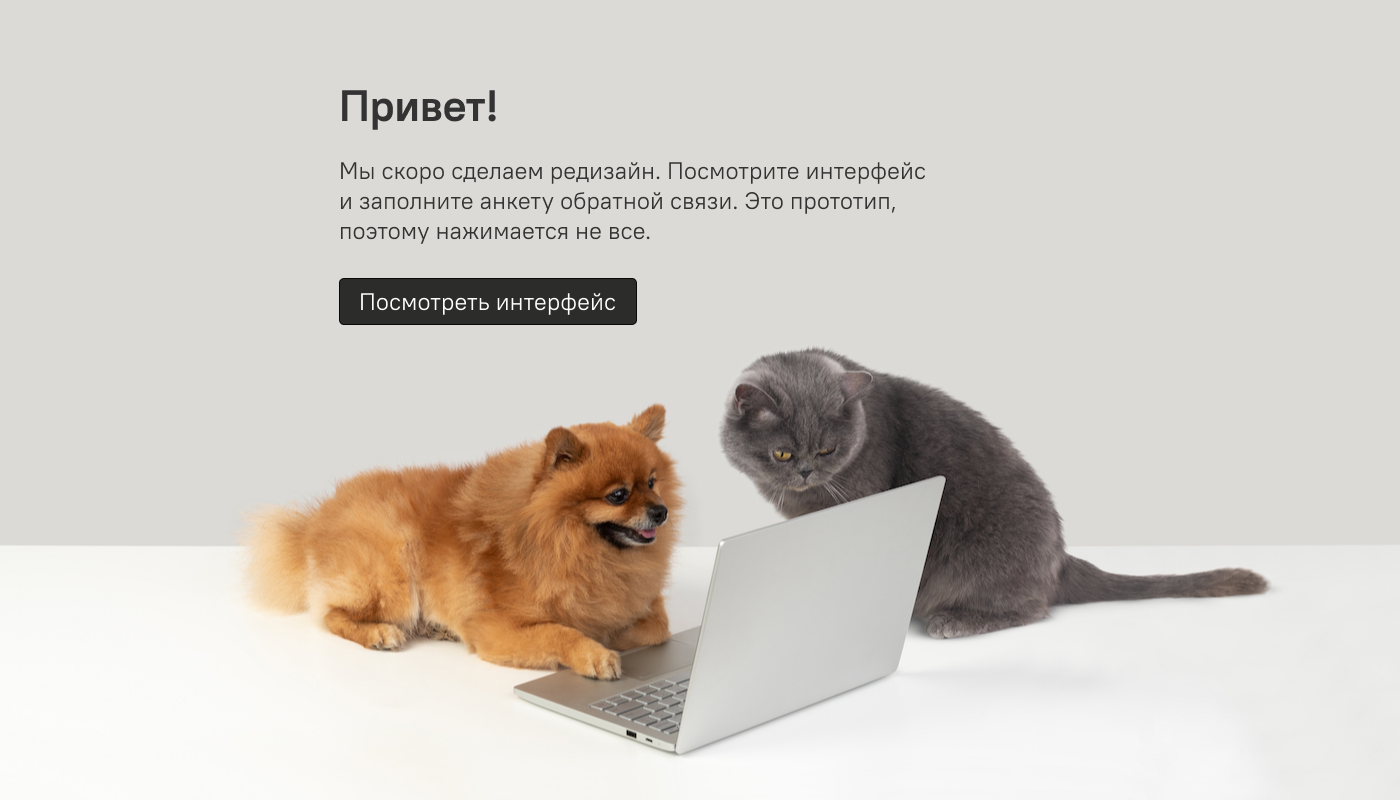 Привет!
Мы скоро сделаем редизайн. Посмотрите интерфейс
и заполните анкету обратной связи. Это прототип,
поэтому нажимается не все.
Посмотреть интерфейс